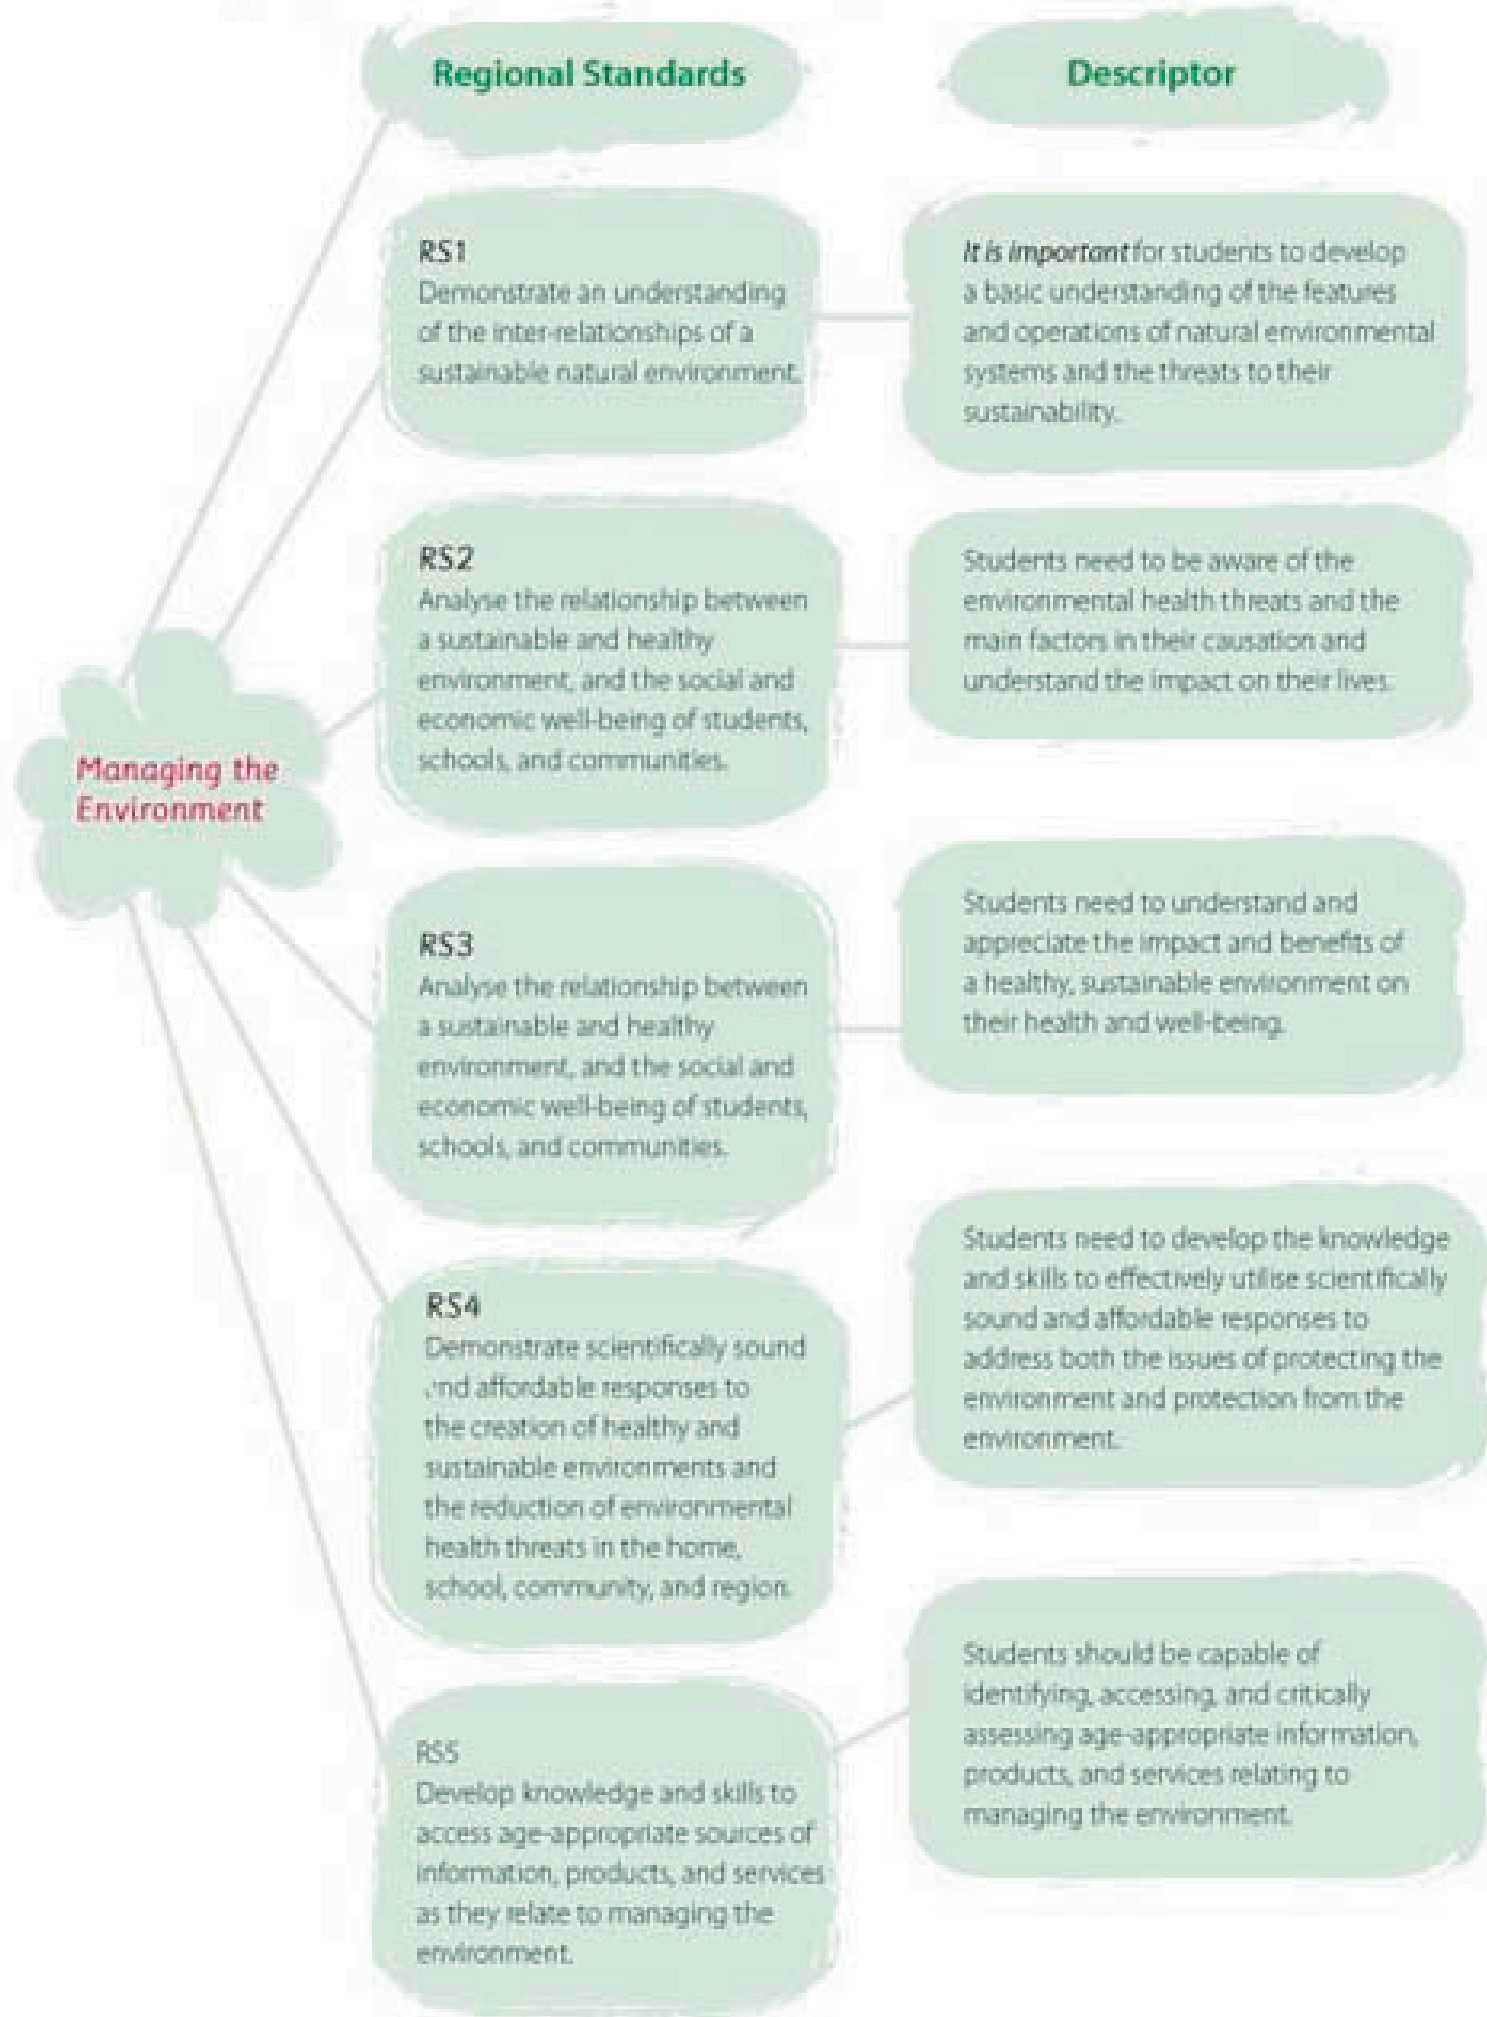 Regional Standards
Descriptor
Managing the
Environment
RS1
Demonstrate an understanding
of the inter-relationships of a
sustainable natural environment.
It is important for students to develop
a basic understanding of the features
and operations of natural environmental
systems and the threats to their
sustainability.
RS2
Analyse the relationship between
a sustainable and healthy
environment, and the social and
economic well-being of students,
schools, and communities.
Students need to be aware of the
environmental health threats and the
main factors in their causation and
understand the impact on their lives.
RS3
Analyse the relationship between
a sustainable and healthy
environment, and the social and
economic well-being of students,
schools, and communities.
Students need to understand and
appreciate the impact and benefits of
a healthy, sustainable environment on
their health and well-being.
RS4
Demonstrate scientifically sound
and affordable responses to
the creation of healthy and
sustainable environments and
the reduction of environmental
health threats in the home,
school, community, and region.
Students need to develop the knowledge
and skills to effectively utilise scientifically
sound and affordable responses to
address both the issues of protecting the
environment and protection from the
environment.
RS5
Develop knowledge and skills to
access age-appropriate sources of
information, products, and services
as they relate to managing the
environment.
Students should be capable of
identifying, accessing, and critically
assessing age-appropriate information,
products, and services relating to
managing the environment.